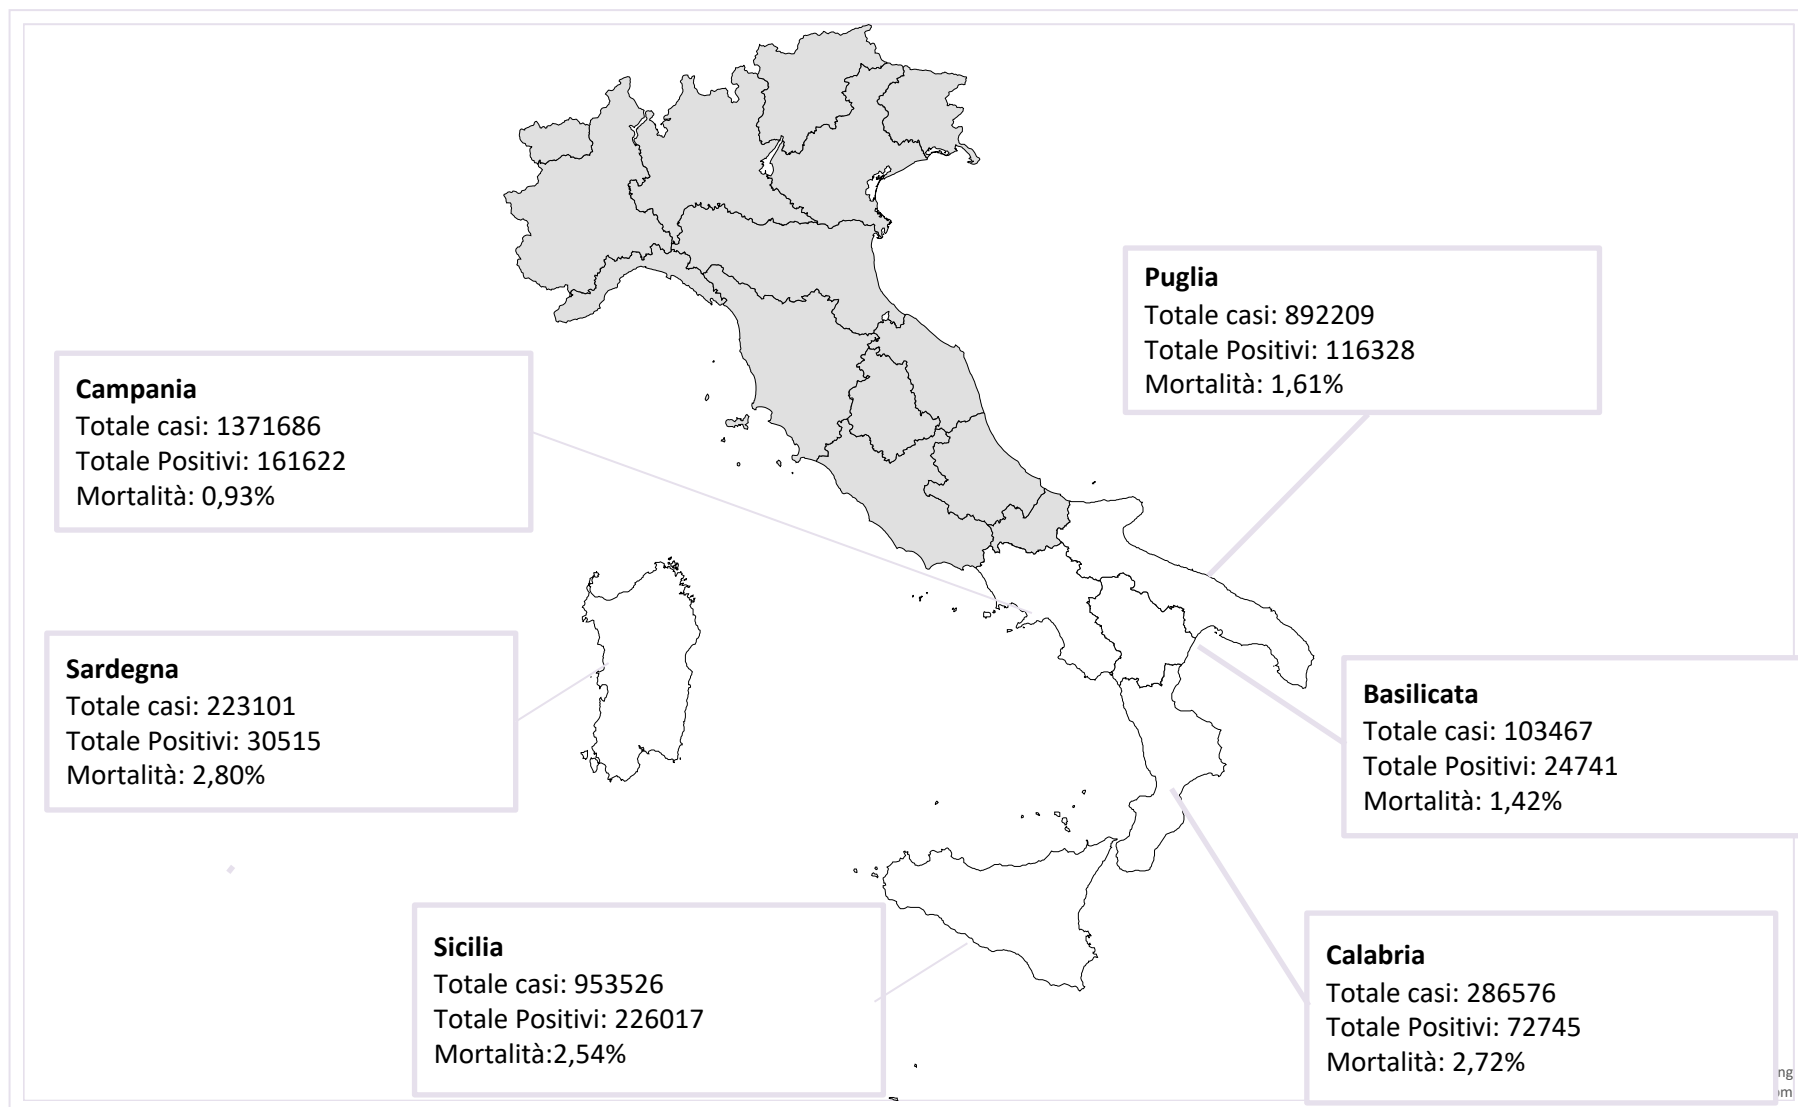 Puglia
Totale casi: 892209
Totale Positivi: 116328
Mortalità: 1,61%
Campania
Totale casi: 1371686
Totale Positivi: 161622
Mortalità: 0,93%
Sardegna
Totale casi: 223101
Totale Positivi: 30515
Mortalità: 2,80%
Basilicata
Totale casi: 103467
Totale Positivi: 24741
Mortalità: 1,42%
Sicilia
Totale casi: 953526
Totale Positivi: 226017
Mortalità:2,54%
Calabria
Totale casi: 286576
Totale Positivi: 72745
Mortalità: 2,72%